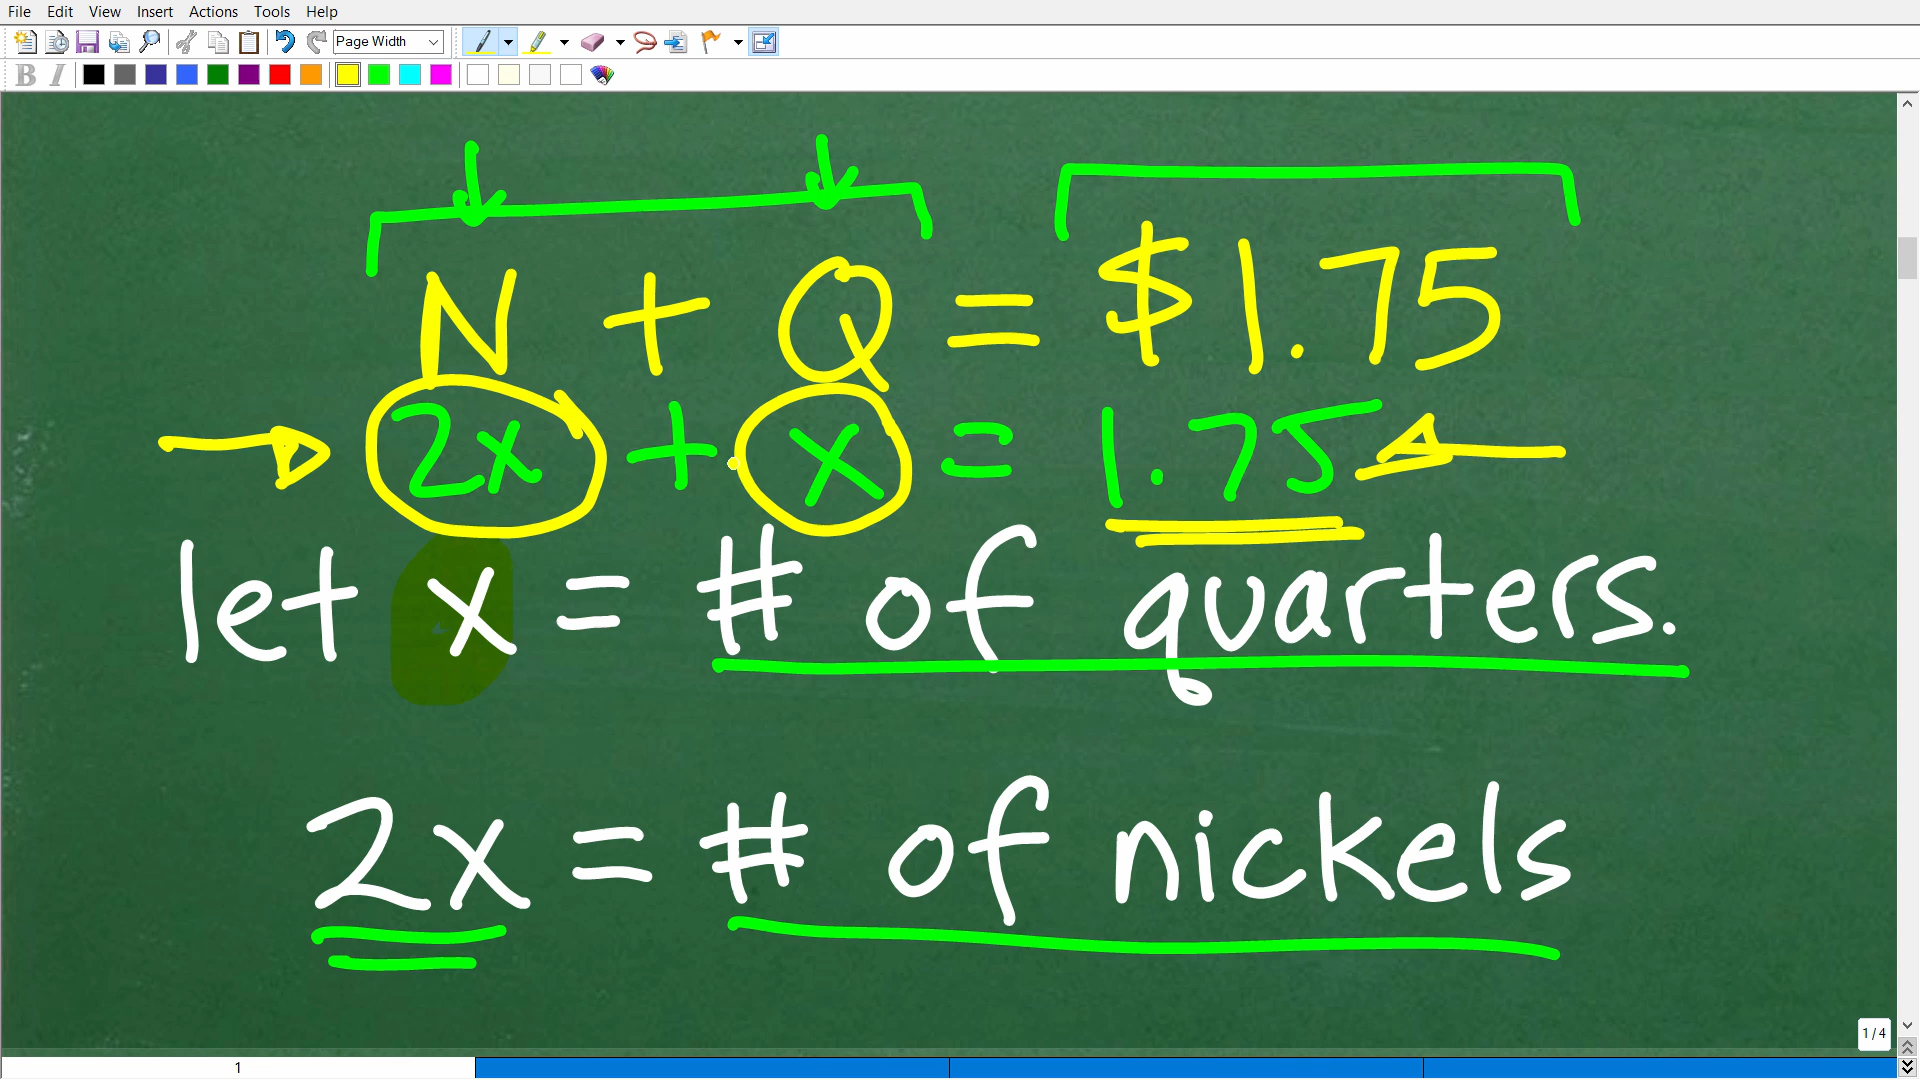 File Edit View Insert Actions Tools Help
Page Width
B I
N + Q = $1.75
2x + x = 1.75
let x = # of quarters.
2x = # of nickels
1 / 4
1